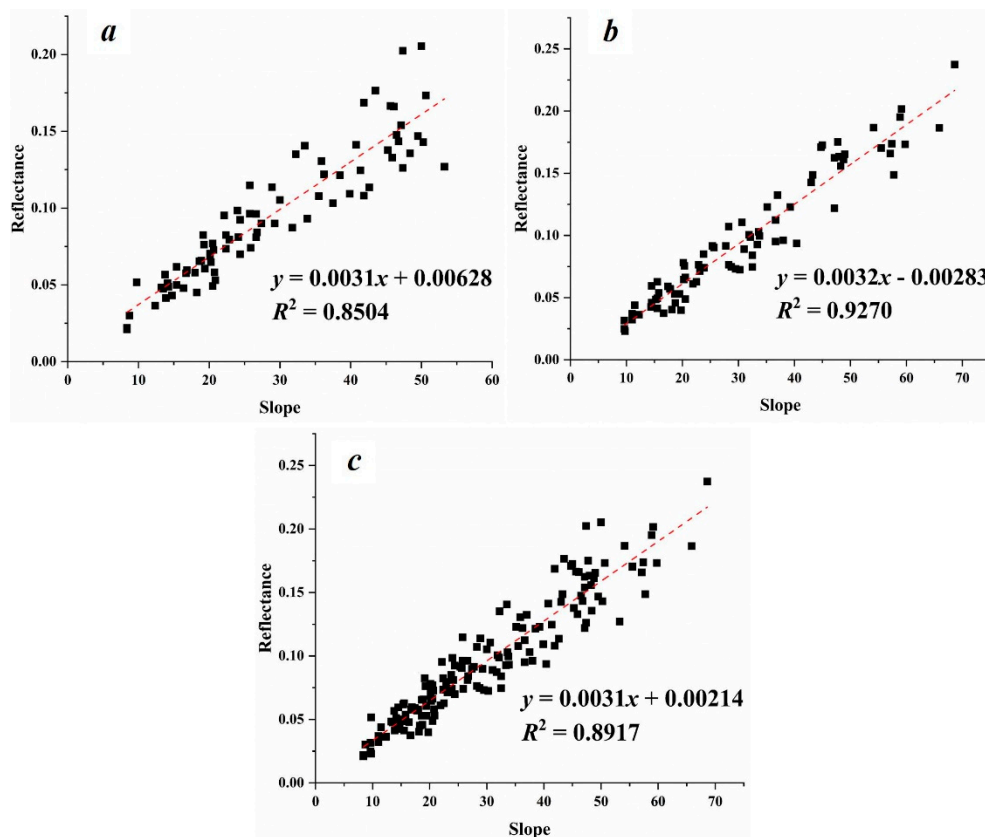 a
0.20
0.15
0.10
0.05
0.00
Reflectance
y = 0.0031x + 0.00628
R² = 0.8504
0 10 20 30 40 50 60
Slope
b
0.25
0.20
0.15
0.10
0.05
0.00
Reflectance
y = 0.0032x - 0.00283
R² = 0.9270
0 10 20 30 40 50 60 70
Slope
c
0.25
0.20
0.15
0.10
0.05
0.00
Reflectance
y = 0.0031x + 0.00214
R² = 0.8917
0 10 20 30 40 50 60 70
Slope